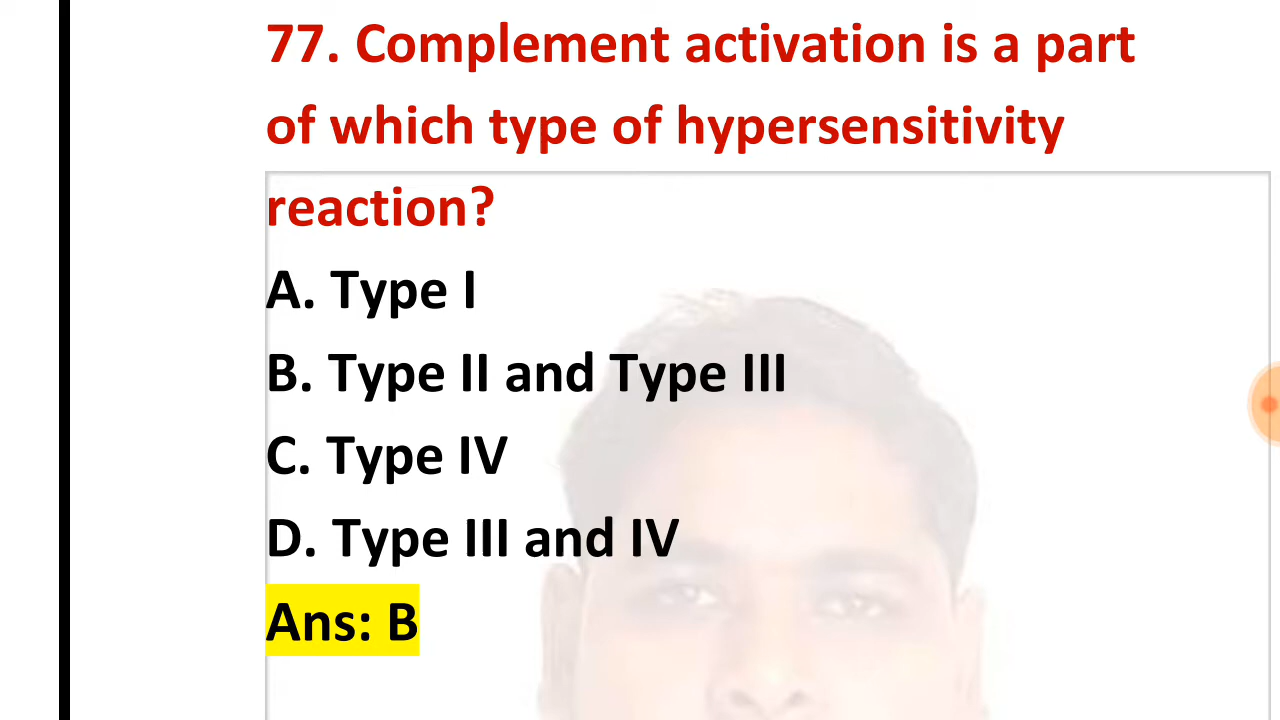 77. Complement activation is a part
of which type of hypersensitivity
reaction?
A. Type I
B. Type II and Type III
C. Type IV
D. Type III and IV
Ans: B